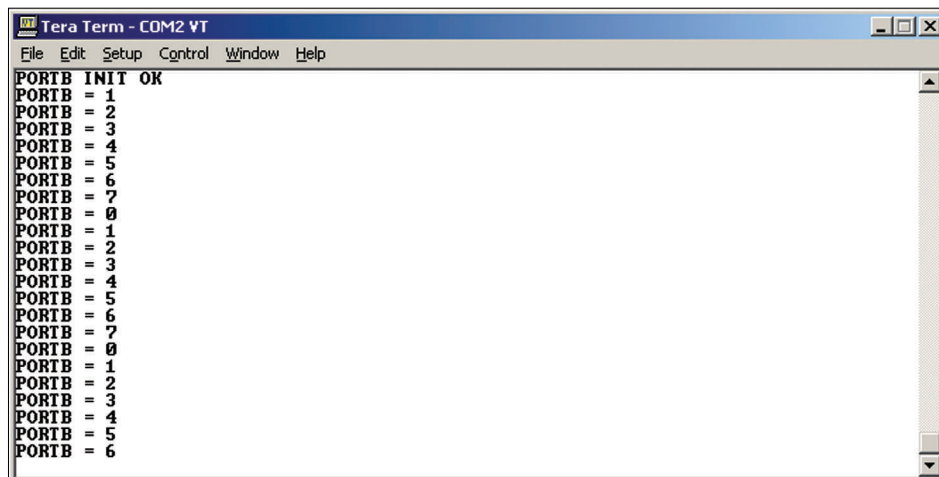 Tera Term - COM2 VT
File Edit Setup Control Window Help
PORTB INIT OK
PORTB = 1
PORTB = 2
PORTB = 3
PORTB = 4
PORTB = 5
PORTB = 6
PORTB = 7
PORTB = 0
PORTB = 1
PORTB = 2
PORTB = 3
PORTB = 4
PORTB = 5
PORTB = 6
PORTB = 7
PORTB = 0
PORTB = 1
PORTB = 2
PORTB = 3
PORTB = 4
PORTB = 5
PORTB = 6